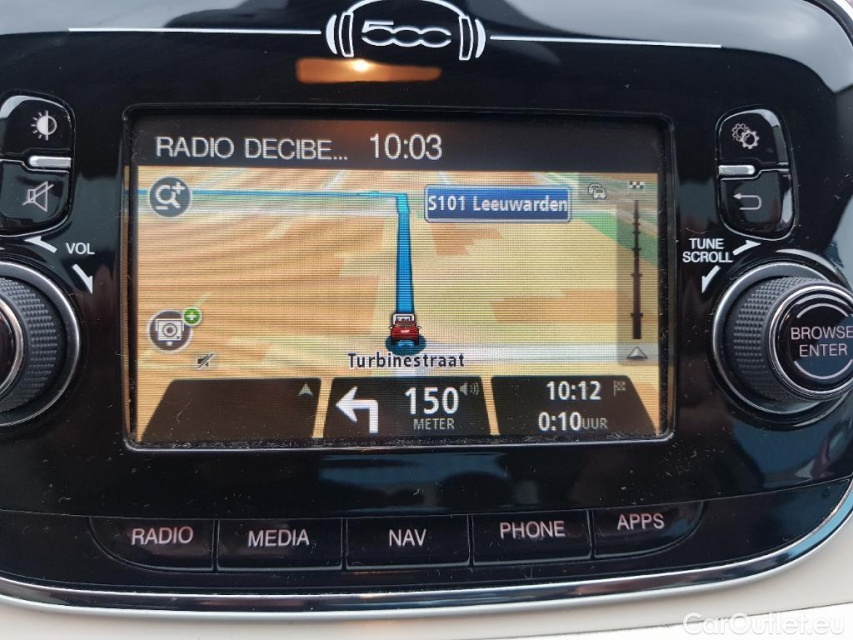 500
RADIO DECIBE... 10:03
S101 Leeuwarden
VOL
TUNE
SCROLL
BROWSE
ENTER
Turbinestraat
150
METER
10:12
0:10UUR
RADIO
MEDIA
NAV
PHONE
APPS
CarOutlet.eu